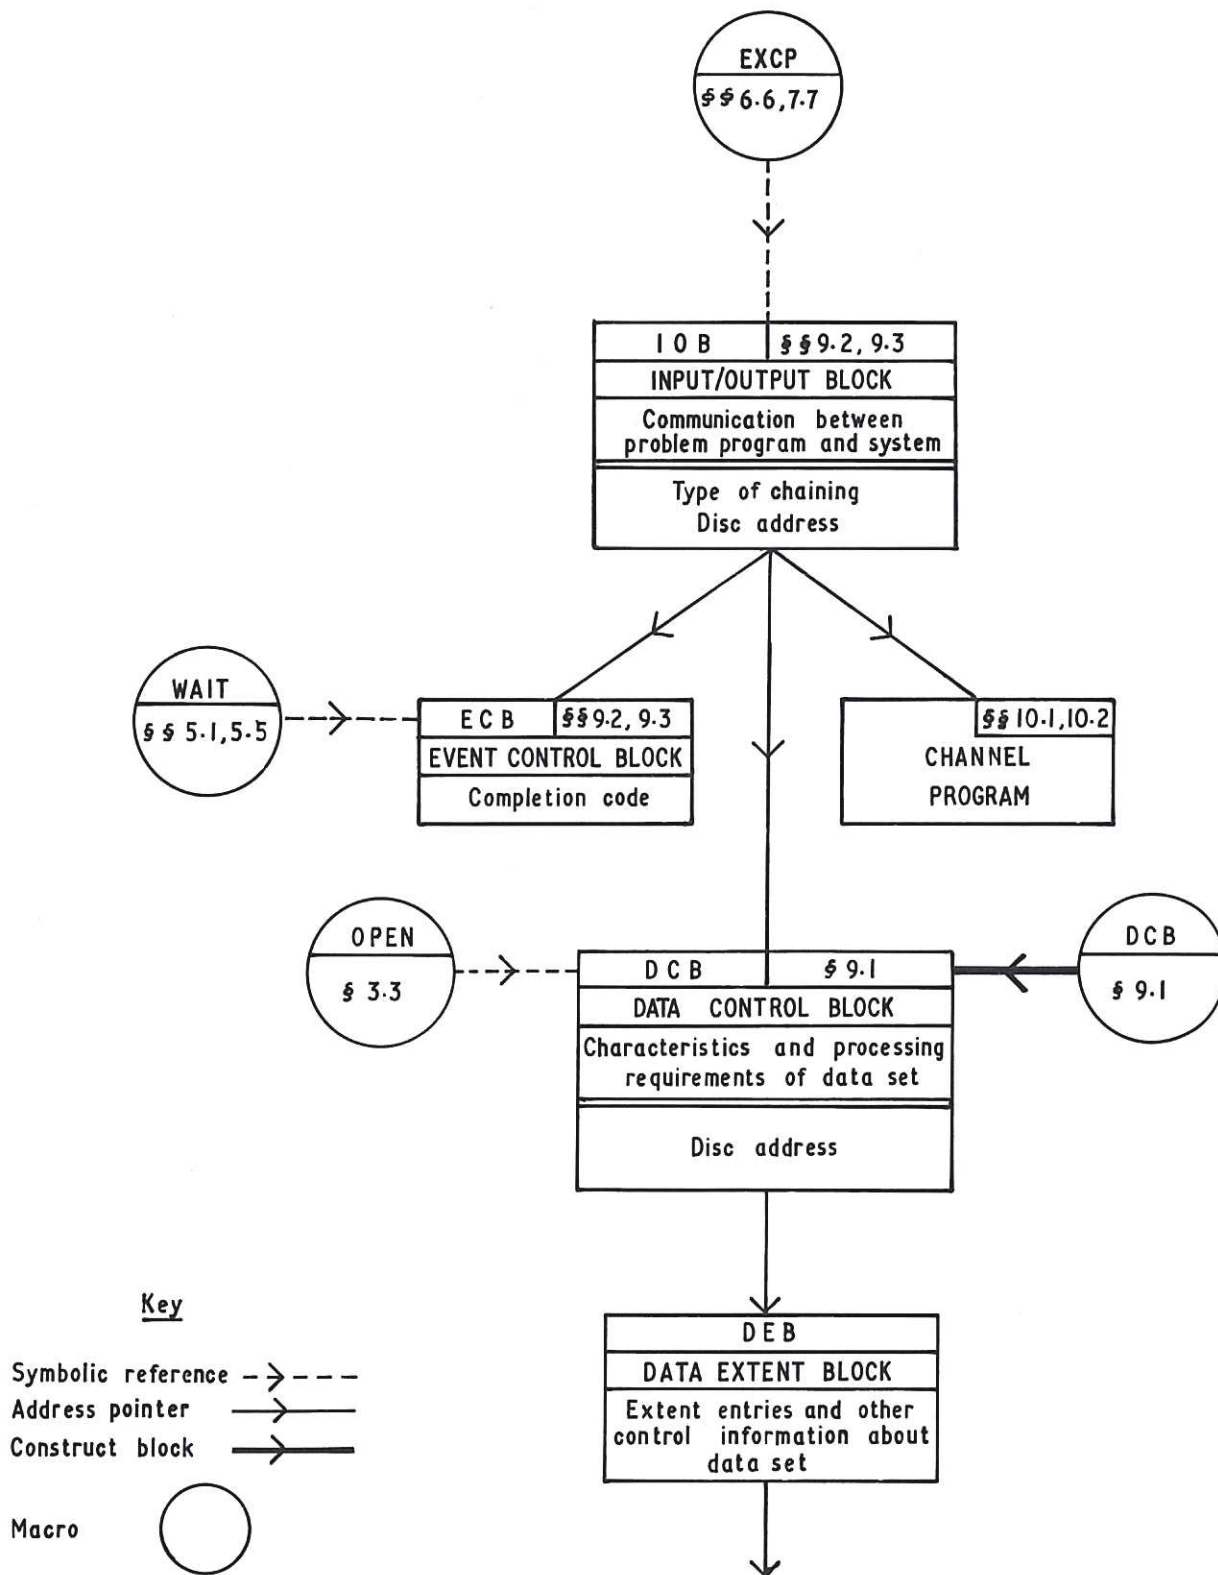 EXCP
§§ 6.6, 7.7
IOB
§§ 9.2, 9.3
INPUT/OUTPUT BLOCK
Communication between
problem program and system
Type of chaining
Disc address
WAIT
§§ 5.1, 5.5
ECB
§§ 9.2, 9.3
EVENT CONTROL BLOCK
Completion code
§§ 10.1, 10.2
CHANNEL
PROGRAM
OPEN
§ 3.3
DCB
§ 9.1
DATA CONTROL BLOCK
Characteristics and processing
requirements of data set
Disc address
DCB
§ 9.1
DEB
DATA EXTENT BLOCK
Extent entries and other
control information about
data set
Key
Symbolic reference
Address pointer
Construct block
Macro